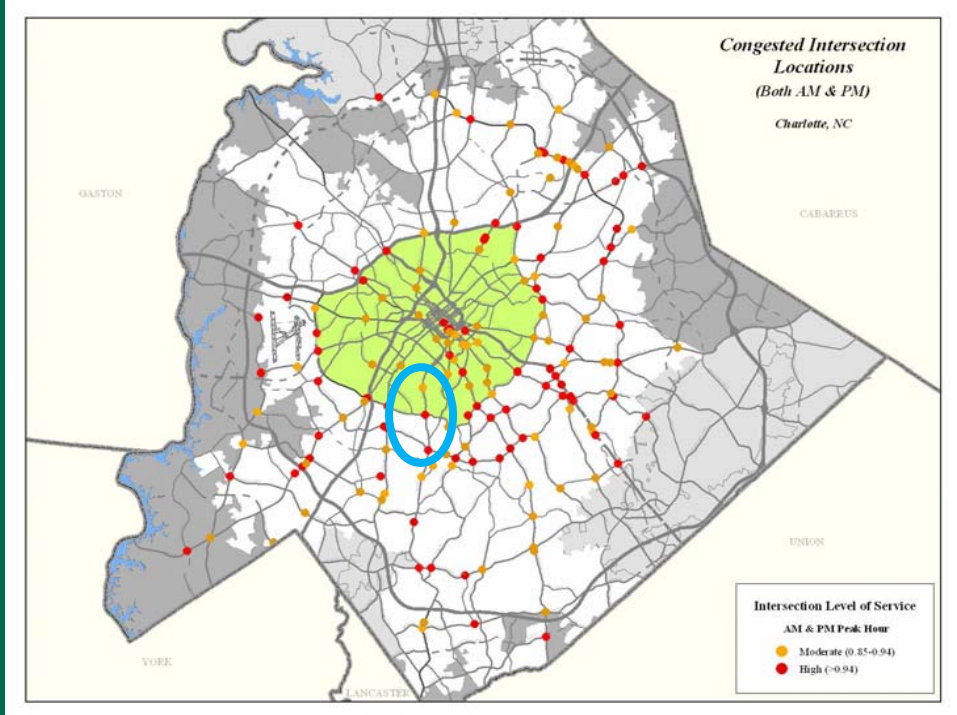 Congested Intersection
Locations
(Both AM & PM)
Charlotte, NC
GASTON
CABARRUS
UNION
YORK
LANCASTER
Intersection Level of Service
AM & PM Peak Hour
Moderate (0.85-0.94)
High (>0.94)